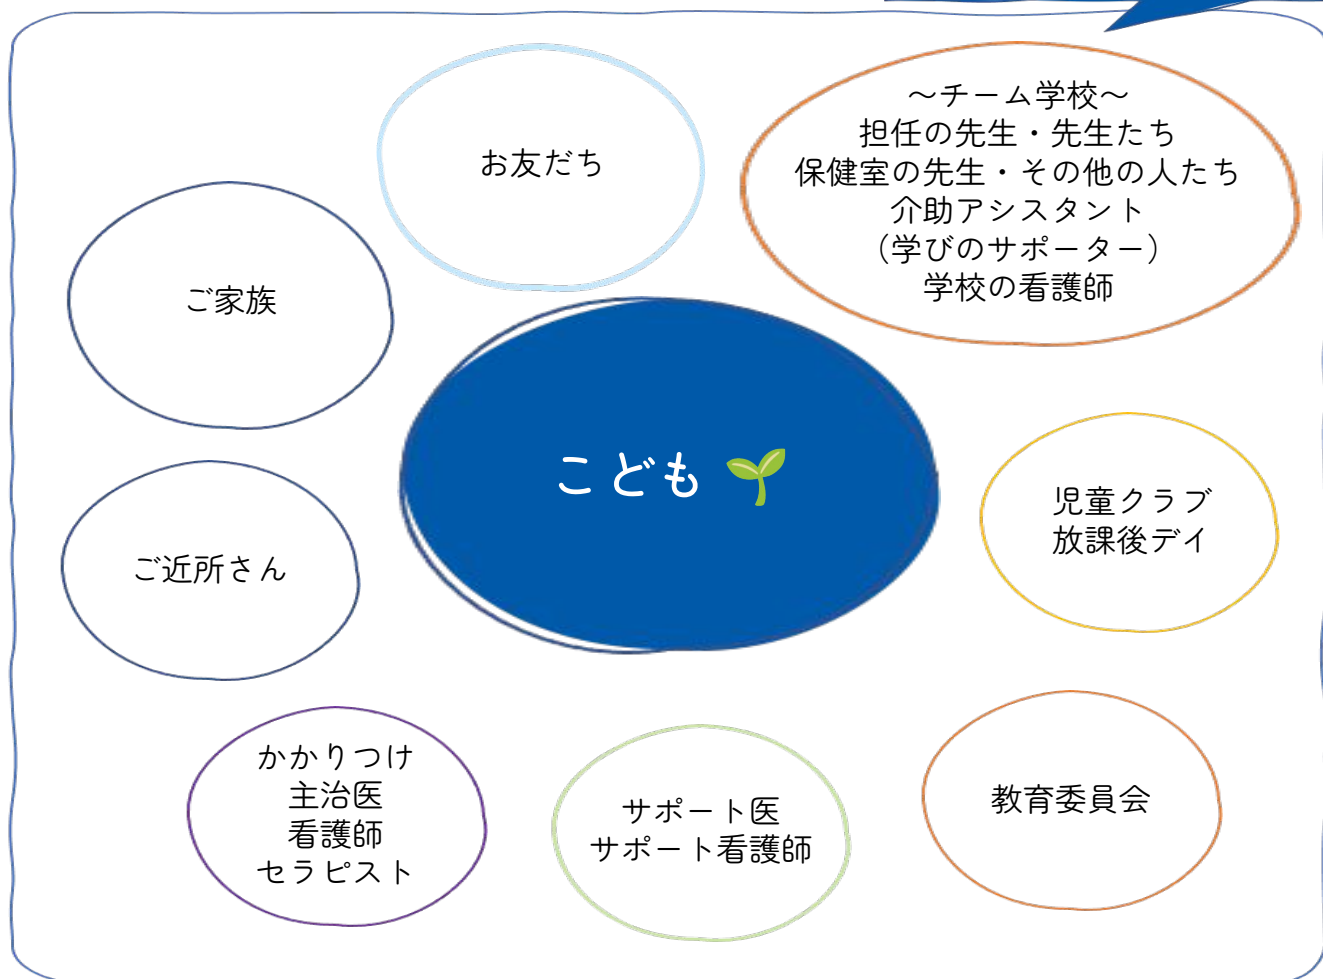 お友だち
～チーム学校～
担任の先生・先生たち
保健室の先生・その他の人たち
介助アシスタント
（学びのサポーター）
学校の看護師
ご家族
こども
児童クラブ
放課後デイ
ご近所さん
かかりつけ
主治医
看護師
セラピスト
サポート医
サポート看護師
教育委員会